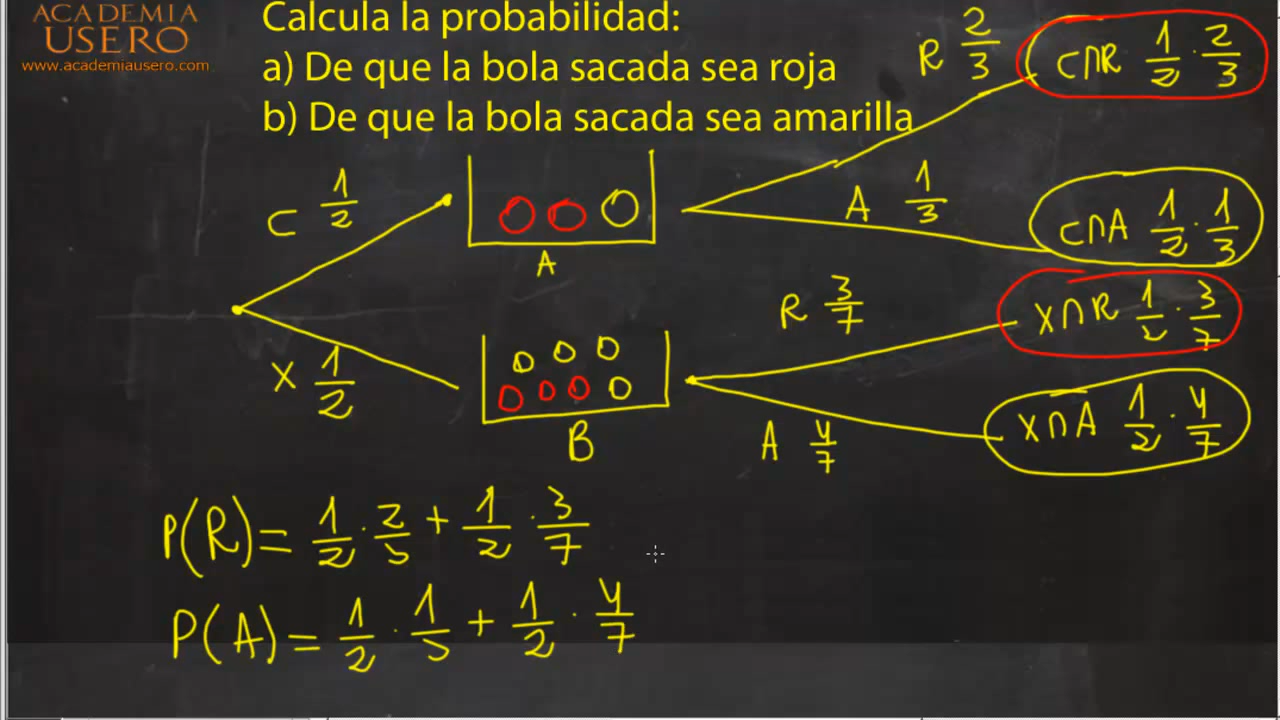 ACADEMIA
USERO
www.academiausero.com
Calcula la probabilidad:
a) De que la bola sacada sea roja
b) De que la bola sacada sea amarilla
R 2/3
C∩R 1/2 · 2/3
C 1/2
A 1/3
C∩A 1/2 · 1/3
A
R 3/7
X∩R 1/2 · 3/7
X 1/2
B
A 4/7
X∩A 1/2 · 4/7
P(R) = 1/2 · 2/3 + 1/2 · 3/7
P(A) = 1/2 · 1/3 + 1/2 · 4/7